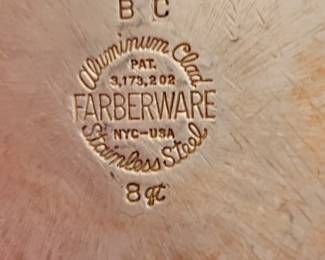 B C
Aluminum Clad
PAT.
3,173,202
FARBERWARE
NYC-USA
Stainless Steel
8 qt